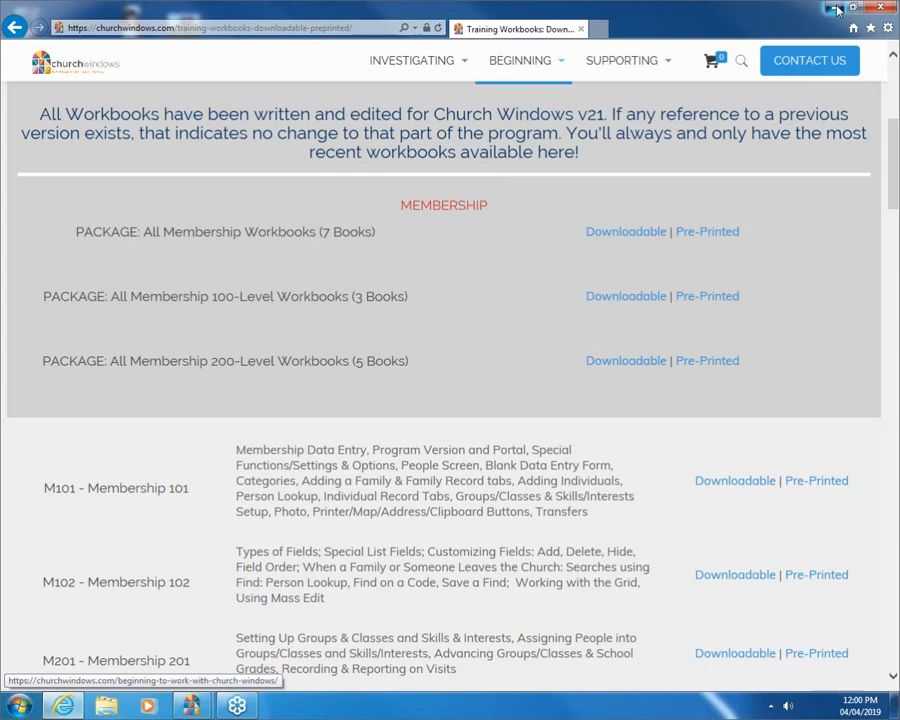 https://churchwindows.com/training-workbooks-downloadable-preprinted/
Training Workbooks: Down...
churchwindows
INVESTIGATING
BEGINNING
SUPPORTING
0
CONTACT US
All Workbooks have been written and edited for Church Windows v21. If any reference to a previous
version exists, that indicates no change to that part of the program. You'll always and only have the most
recent workbooks available here!
MEMBERSHIP
PACKAGE: All Membership Workbooks (7 Books)
Downloadable | Pre-Printed
PACKAGE: All Membership 100-Level Workbooks (3 Books)
Downloadable | Pre-Printed
PACKAGE: All Membership 200-Level Workbooks (5 Books)
Downloadable | Pre-Printed
M101 - Membership 101
Membership Data Entry, Program Version and Portal, Special
Functions/Settings & Options, People Screen, Blank Data Entry Form,
Categories, Adding a Family & Family Record tabs, Adding Individuals,
Person Lookup, Individual Record Tabs, Groups/Classes & Skills/Interests
Setup, Photo, Printer/Map/Address/Clipboard Buttons, Transfers
Downloadable | Pre-Printed
M102 - Membership 102
Types of Fields; Special List Fields; Customizing Fields: Add, Delete, Hide,
Field Order; When a Family or Someone Leaves the Church: Searches using
Find: Person Lookup, Find on a Code, Save a Find; Working with the Grid,
Using Mass Edit
Downloadable | Pre-Printed
M201 - Membership 201
Setting Up Groups & Classes and Skills & Interests, Assigning People into
Groups/Classes and Skills/Interests, Advancing Groups/Classes & School
Grades, Recording & Reporting on Visits
Downloadable | Pre-Printed
https://churchwindows.com/beginning-to-work-with-church-windows/
12:00 PM
04/04/2019